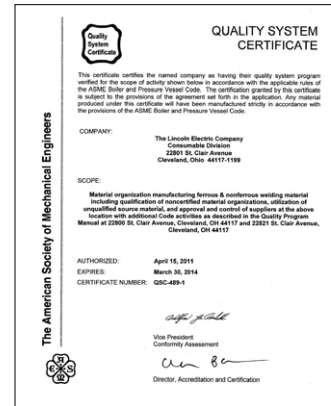 Quality
System
Certificate
QUALITY SYSTEM
CERTIFICATE
This certificate certifies the named company as having their quality system program
verified for the scope of activity shown below in accordance with the applicable rules of
the ASME Boiler and Pressure Vessel Code. The certification granted by this certificate
is subject to the provisions of the agreement set forth in the application. Any material
produced under this certificate will have been manufactured strictly in accordance with
the provisions of the ASME Boiler and Pressure Vessel Code.
COMPANY:
The Lincoln Electric Company
Consumable Division
22801 St. Clair Avenue
Cleveland, Ohio 44117-1199
SCOPE:
Material organization manufacturing ferrous & nonferrous welding material
including qualification of noncertified material organizations, utilization of
unqualified source material, and approval and control of suppliers at the above
location with additional Code activities as described in the Quality Program
Manual at 22800 St. Clair Avenue, Cleveland, OH 44117 and 22821 St. Clair Avenue,
Cleveland, OH 44117
AUTHORIZED: April 15, 2011
EXPIRES: March 30, 2014
CERTIFICATE NUMBER: QSC-489-1
Vice President
Conformity Assessment
Director, Accreditation and Certification
The American Society of Mechanical Engineers